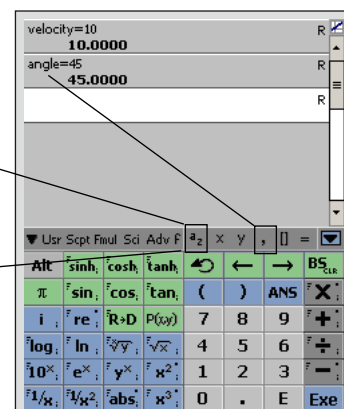 velocity=10 R
10.0000
angle=45 R
45.0000
R
Usr Scpt Fmul Sci Adv F az × y , [] =
Alt sinh cosh tanh ← → BS CLR
π sin cos tan ( ) ANS X
i re R▸D P(x,y) 7 8 9 +
log ln ʸ√y √x 4 5 6 ÷
10ˣ eˣ yˣ x² 1 2 3 −
1/x 1/x² abs x³ 0 . E Exe